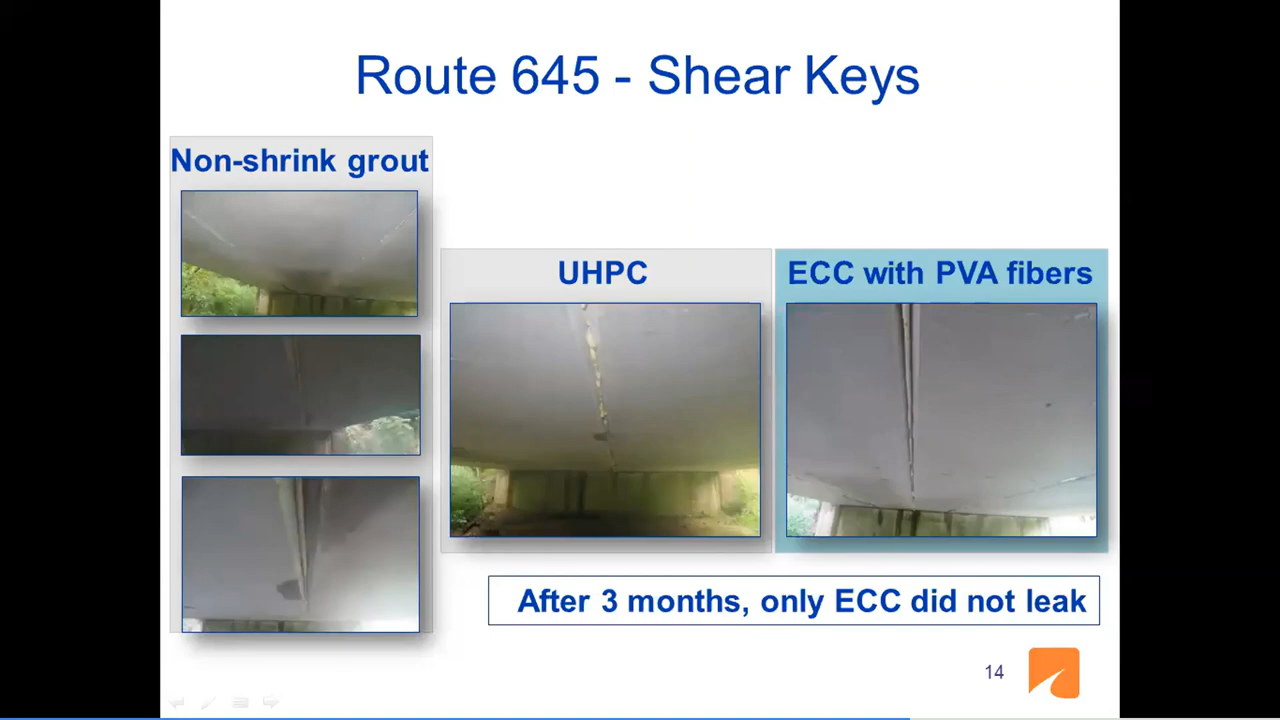 Route 645 - Shear Keys
Non-shrink grout
UHPC
ECC with PVA fibers
After 3 months, only ECC did not leak
14